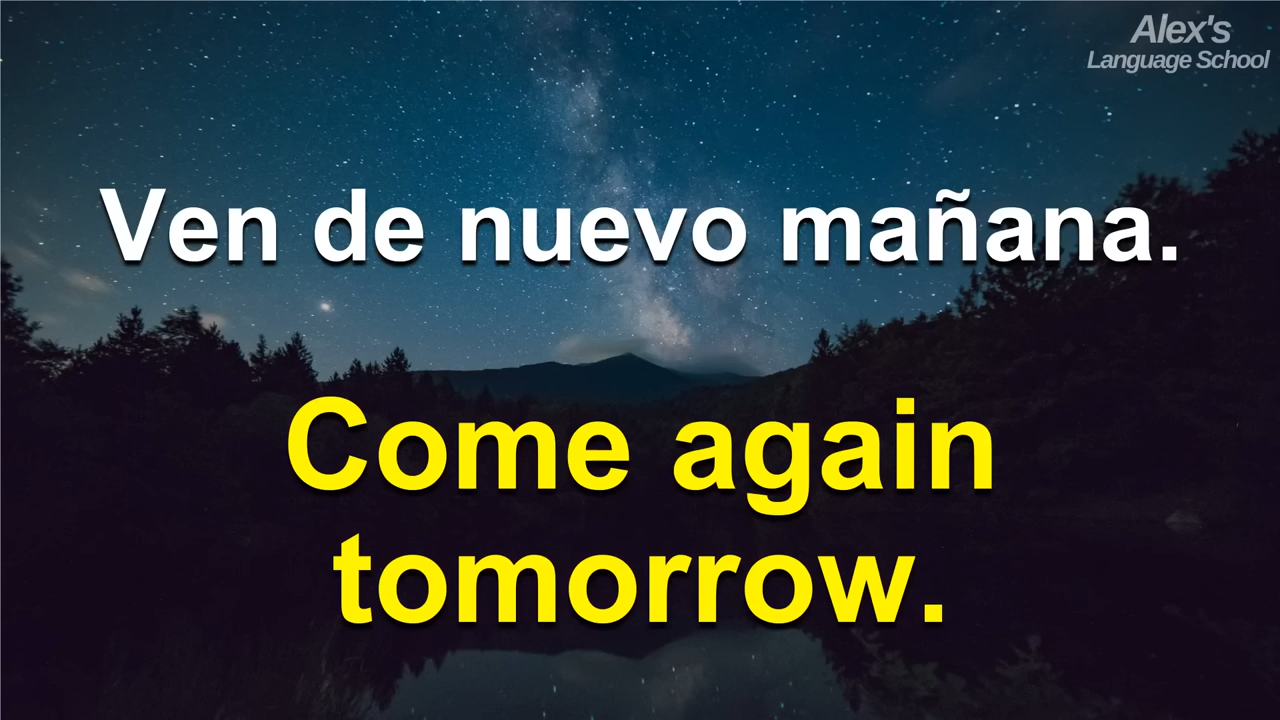 Alex's
Language School
Ven de nuevo mañana.
Come again
tomorrow.